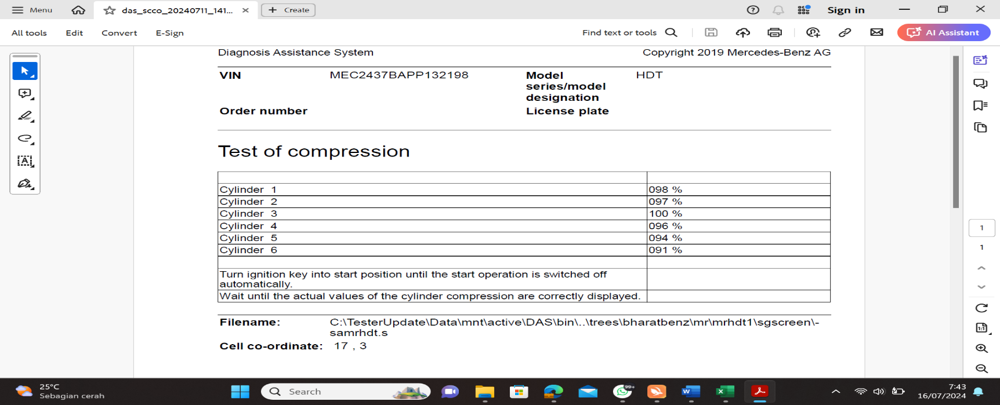 Menu
das_scco_20240711_141...
Create
Sign in
All tools
Edit
Convert
E-Sign
Find text or tools
AI Assistant
Diagnosis Assistance System
Copyright 2019 Mercedes-Benz AG
VIN MEC2437BAPP132198
Model series/model designation HDT
Order number
License plate
Test of compression
Cylinder 1 098 %
Cylinder 2 097 %
Cylinder 3 100 %
Cylinder 4 096 %
Cylinder 5 094 %
Cylinder 6 091 %
Turn ignition key into start position until the start operation is switched off
automatically.
Wait until the actual values of the cylinder compression are correctly displayed.
Filename: C:\TesterUpdate\Data\mnt\active\DAS\bin\..\trees\bharatbenz\mr\mrhdt1\sgscreen\-
samrhdt.s
Cell co-ordinate: 17 , 3
1
1
1:1
25°C
Sebagian cerah
Search
99+
7:43
16/07/2024